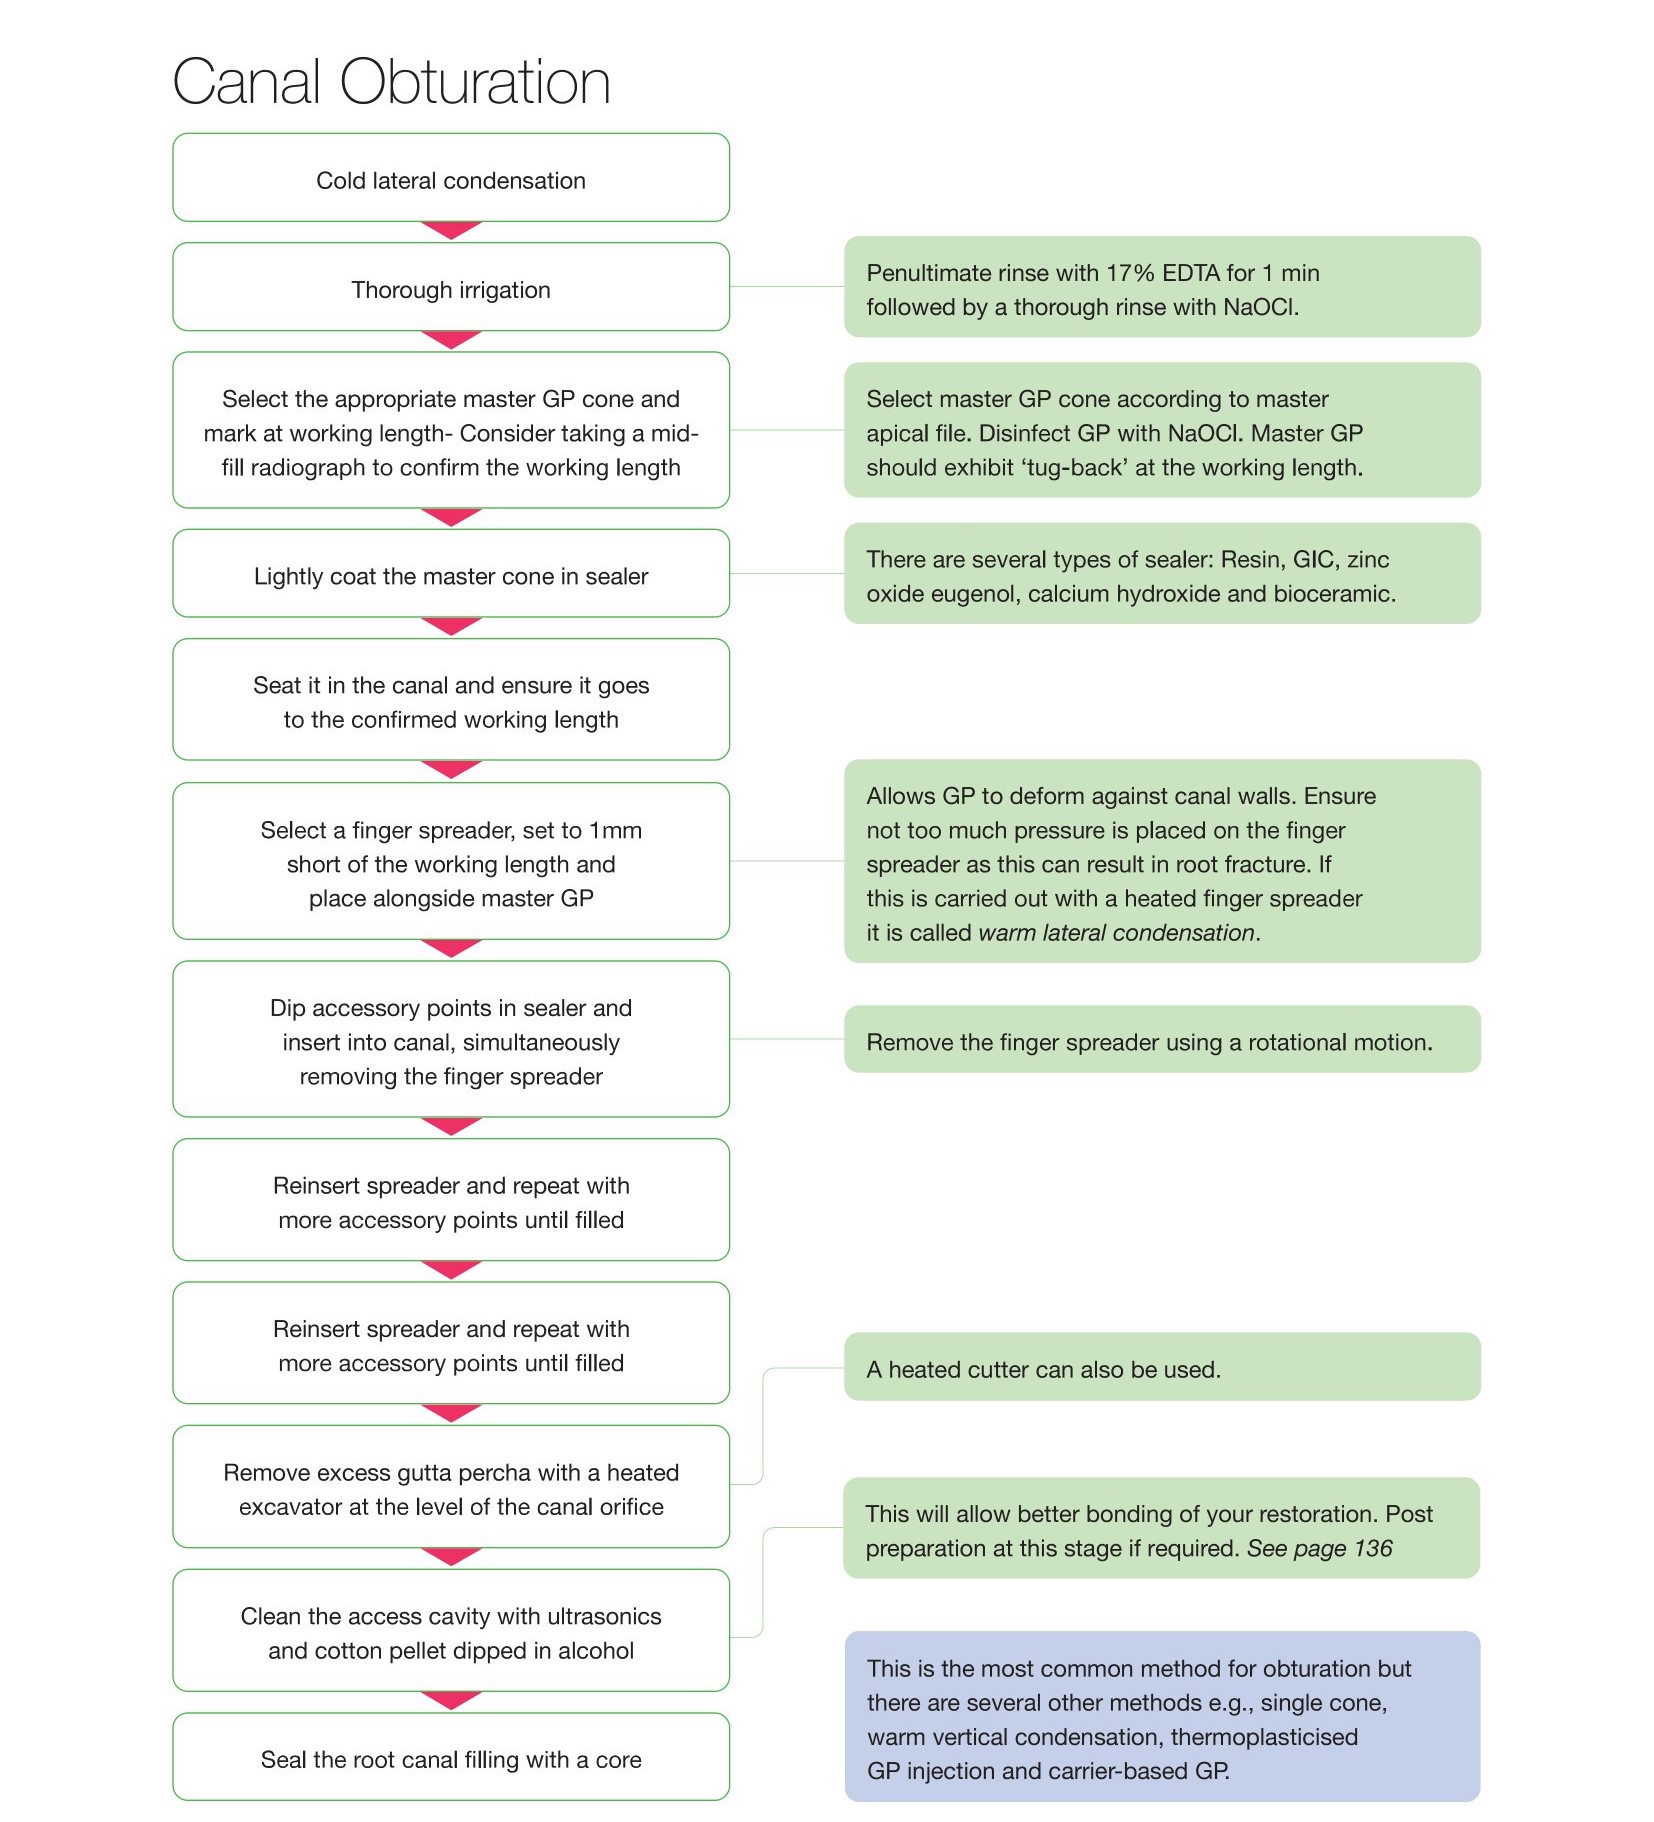 Canal Obturation
Cold lateral condensation
Thorough irrigation
Penultimate rinse with 17% EDTA for 1 min
followed by a thorough rinse with NaOCl.
Select the appropriate master GP cone and
mark at working length- Consider taking a mid-
fill radiograph to confirm the working length
Select master GP cone according to master
apical file. Disinfect GP with NaOCl. Master GP
should exhibit ‘tug-back’ at the working length.
Lightly coat the master cone in sealer
There are several types of sealer: Resin, GIC, zinc
oxide eugenol, calcium hydroxide and bioceramic.
Seat it in the canal and ensure it goes
to the confirmed working length
Select a finger spreader, set to 1mm
short of the working length and
place alongside master GP
Allows GP to deform against canal walls. Ensure
not too much pressure is placed on the finger
spreader as this can result in root fracture. If
this is carried out with a heated finger spreader
it is called warm lateral condensation.
Dip accessory points in sealer and
insert into canal, simultaneously
removing the finger spreader
Remove the finger spreader using a rotational motion.
Reinsert spreader and repeat with
more accessory points until filled
Reinsert spreader and repeat with
more accessory points until filled
Remove excess gutta percha with a heated
excavator at the level of the canal orifice
A heated cutter can also be used.
Clean the access cavity with ultrasonics
and cotton pellet dipped in alcohol
This will allow better bonding of your restoration. Post
preparation at this stage if required. See page 136
Seal the root canal filling with a core
This is the most common method for obturation but
there are several other methods e.g., single cone,
warm vertical condensation, thermoplasticised
GP injection and carrier-based GP.